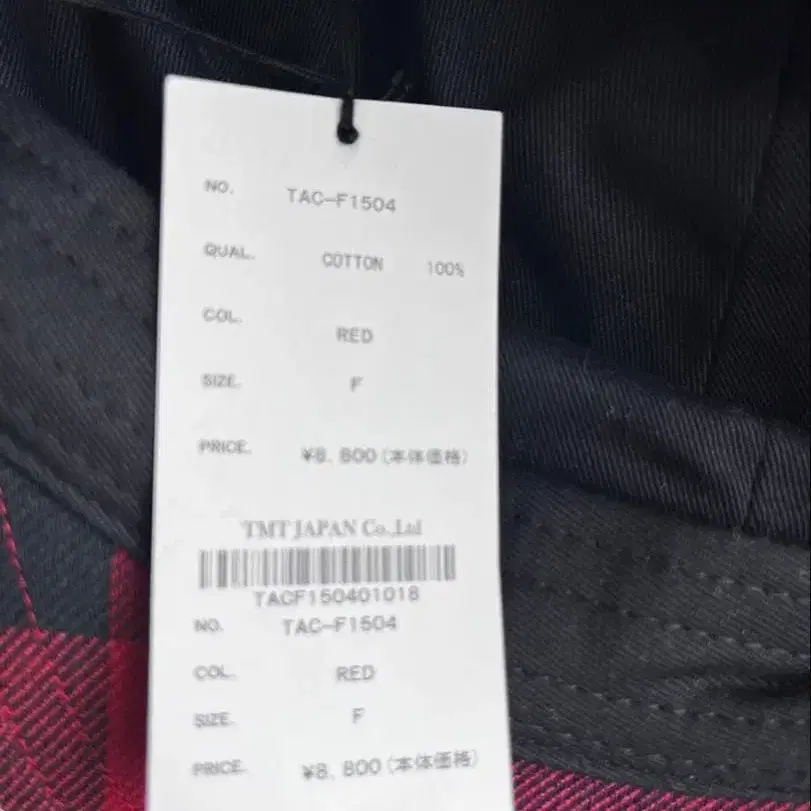 NO. TAC-F1504
QUAL. COTTON 100%
COL. RED
SIZE. F
PRICE. ¥8,800(本体価格)
TMT JAPAN Co.,Ltd
TACF150401018
NO. TAC-F1504
COL. RED
SIZE. F
PRICE. ¥8,800(本体価格)